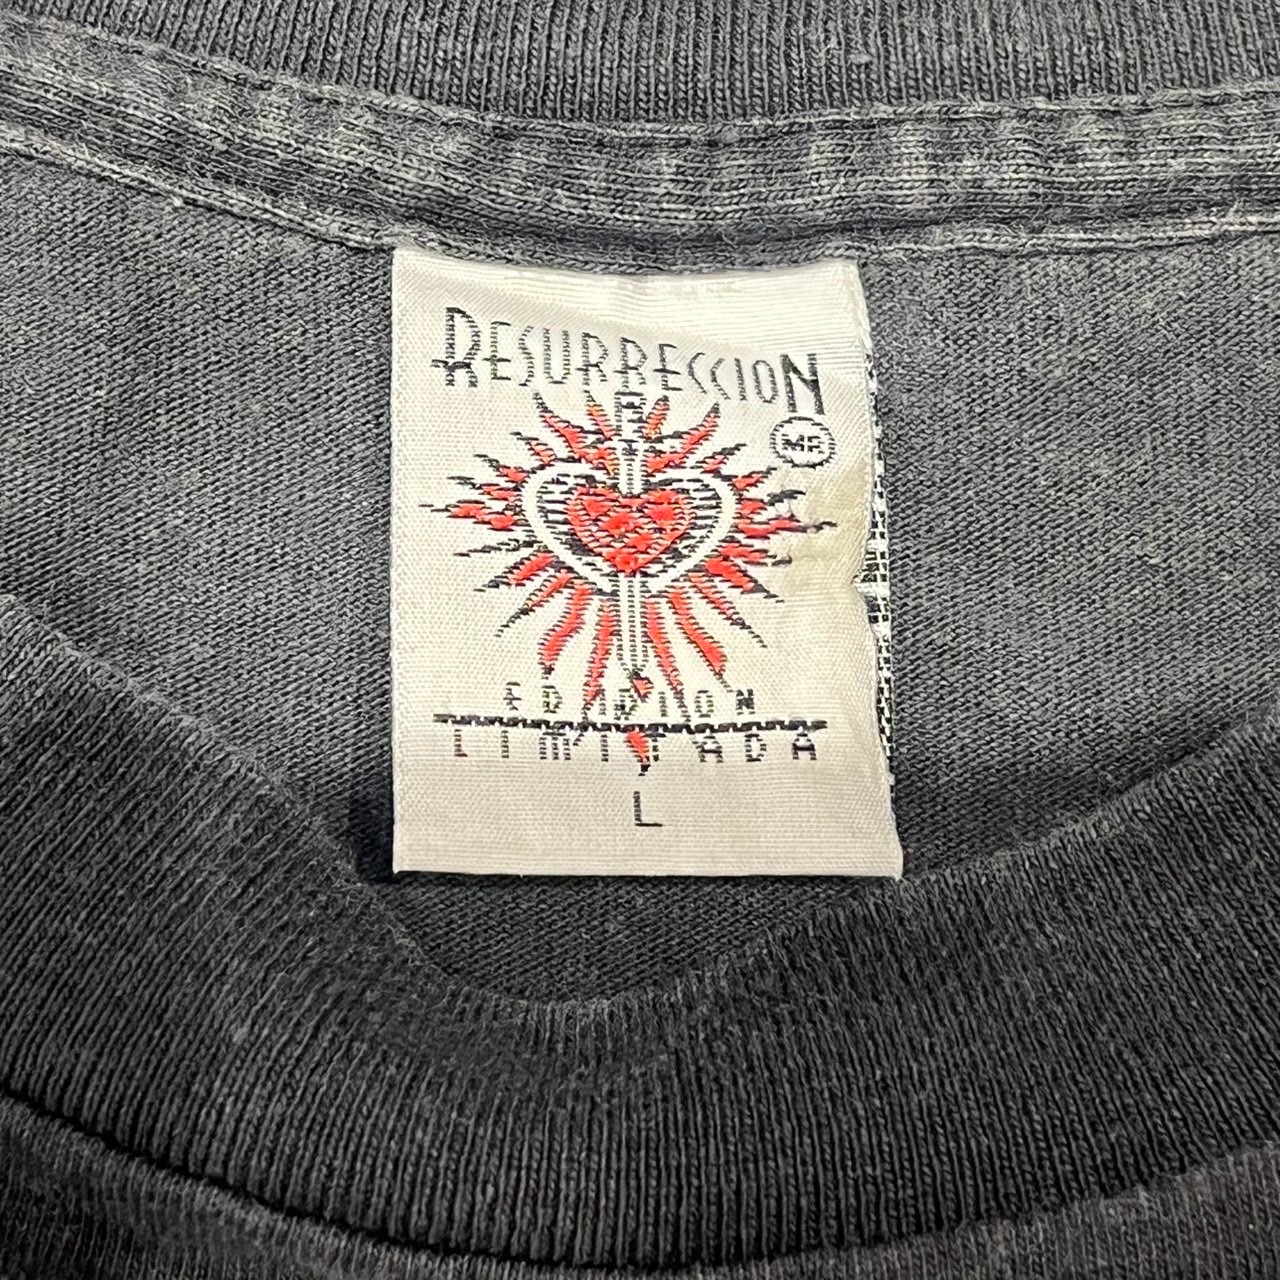 RESURRECCION
MR
EDICION
LIMITADA
L